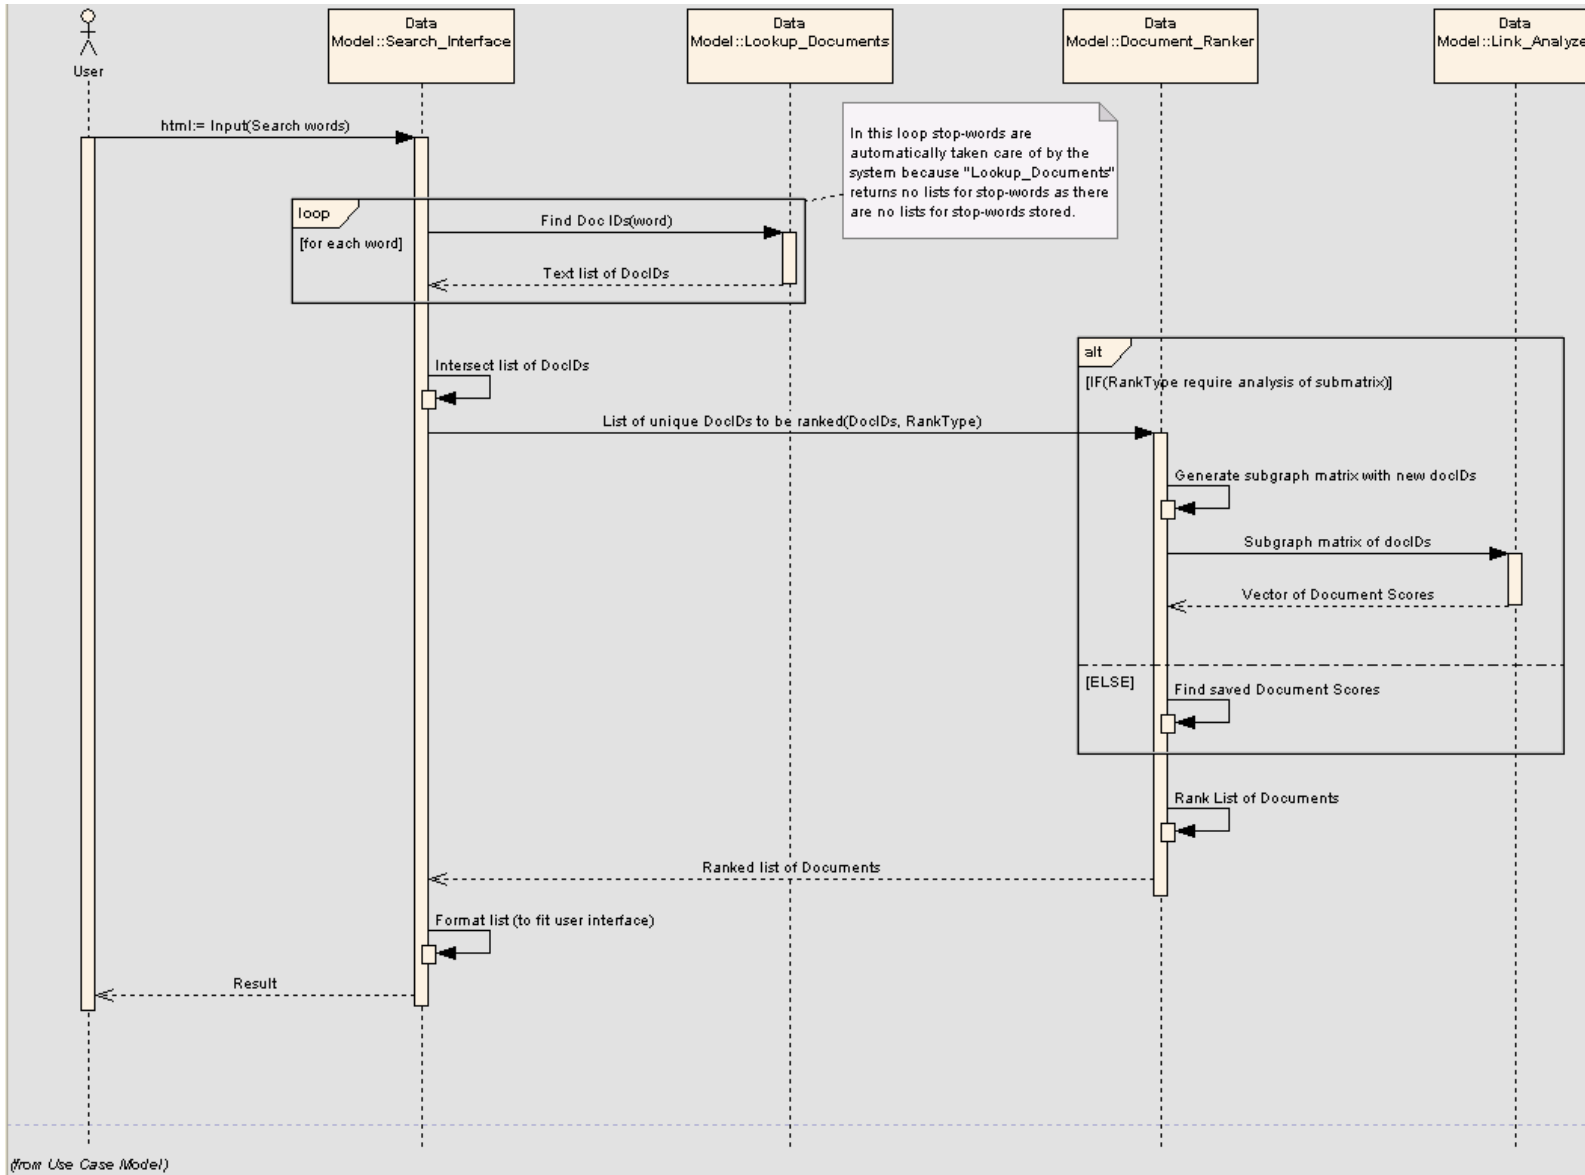 User
Data
Model::Search_Interface
Data
Model::Lookup_Documents
Data
Model::Document_Ranker
Data
Model::Link_Analyze
html:= Input(Search words)
In this loop stop-words are
automatically taken care of by the
system because "Lookup_Documents"
returns no lists for stop-words as there
are no lists for stop-words stored.
loop
[for each word]
Find Doc IDs(word)
Text list of DocIDs
Intersect list of DocIDs
alt
[IF(RankType require analysis of submatrix)]
List of unique DocIDs to be ranked(DocIDs, RankType)
Generate subgraph matrix with new docIDs
Subgraph matrix of docIDs
Vector of Document Scores
[ELSE]
Find saved Document Scores
Rank List of Documents
Ranked list of Documents
Format list (to fit user interface)
Result
(from Use Case Model)